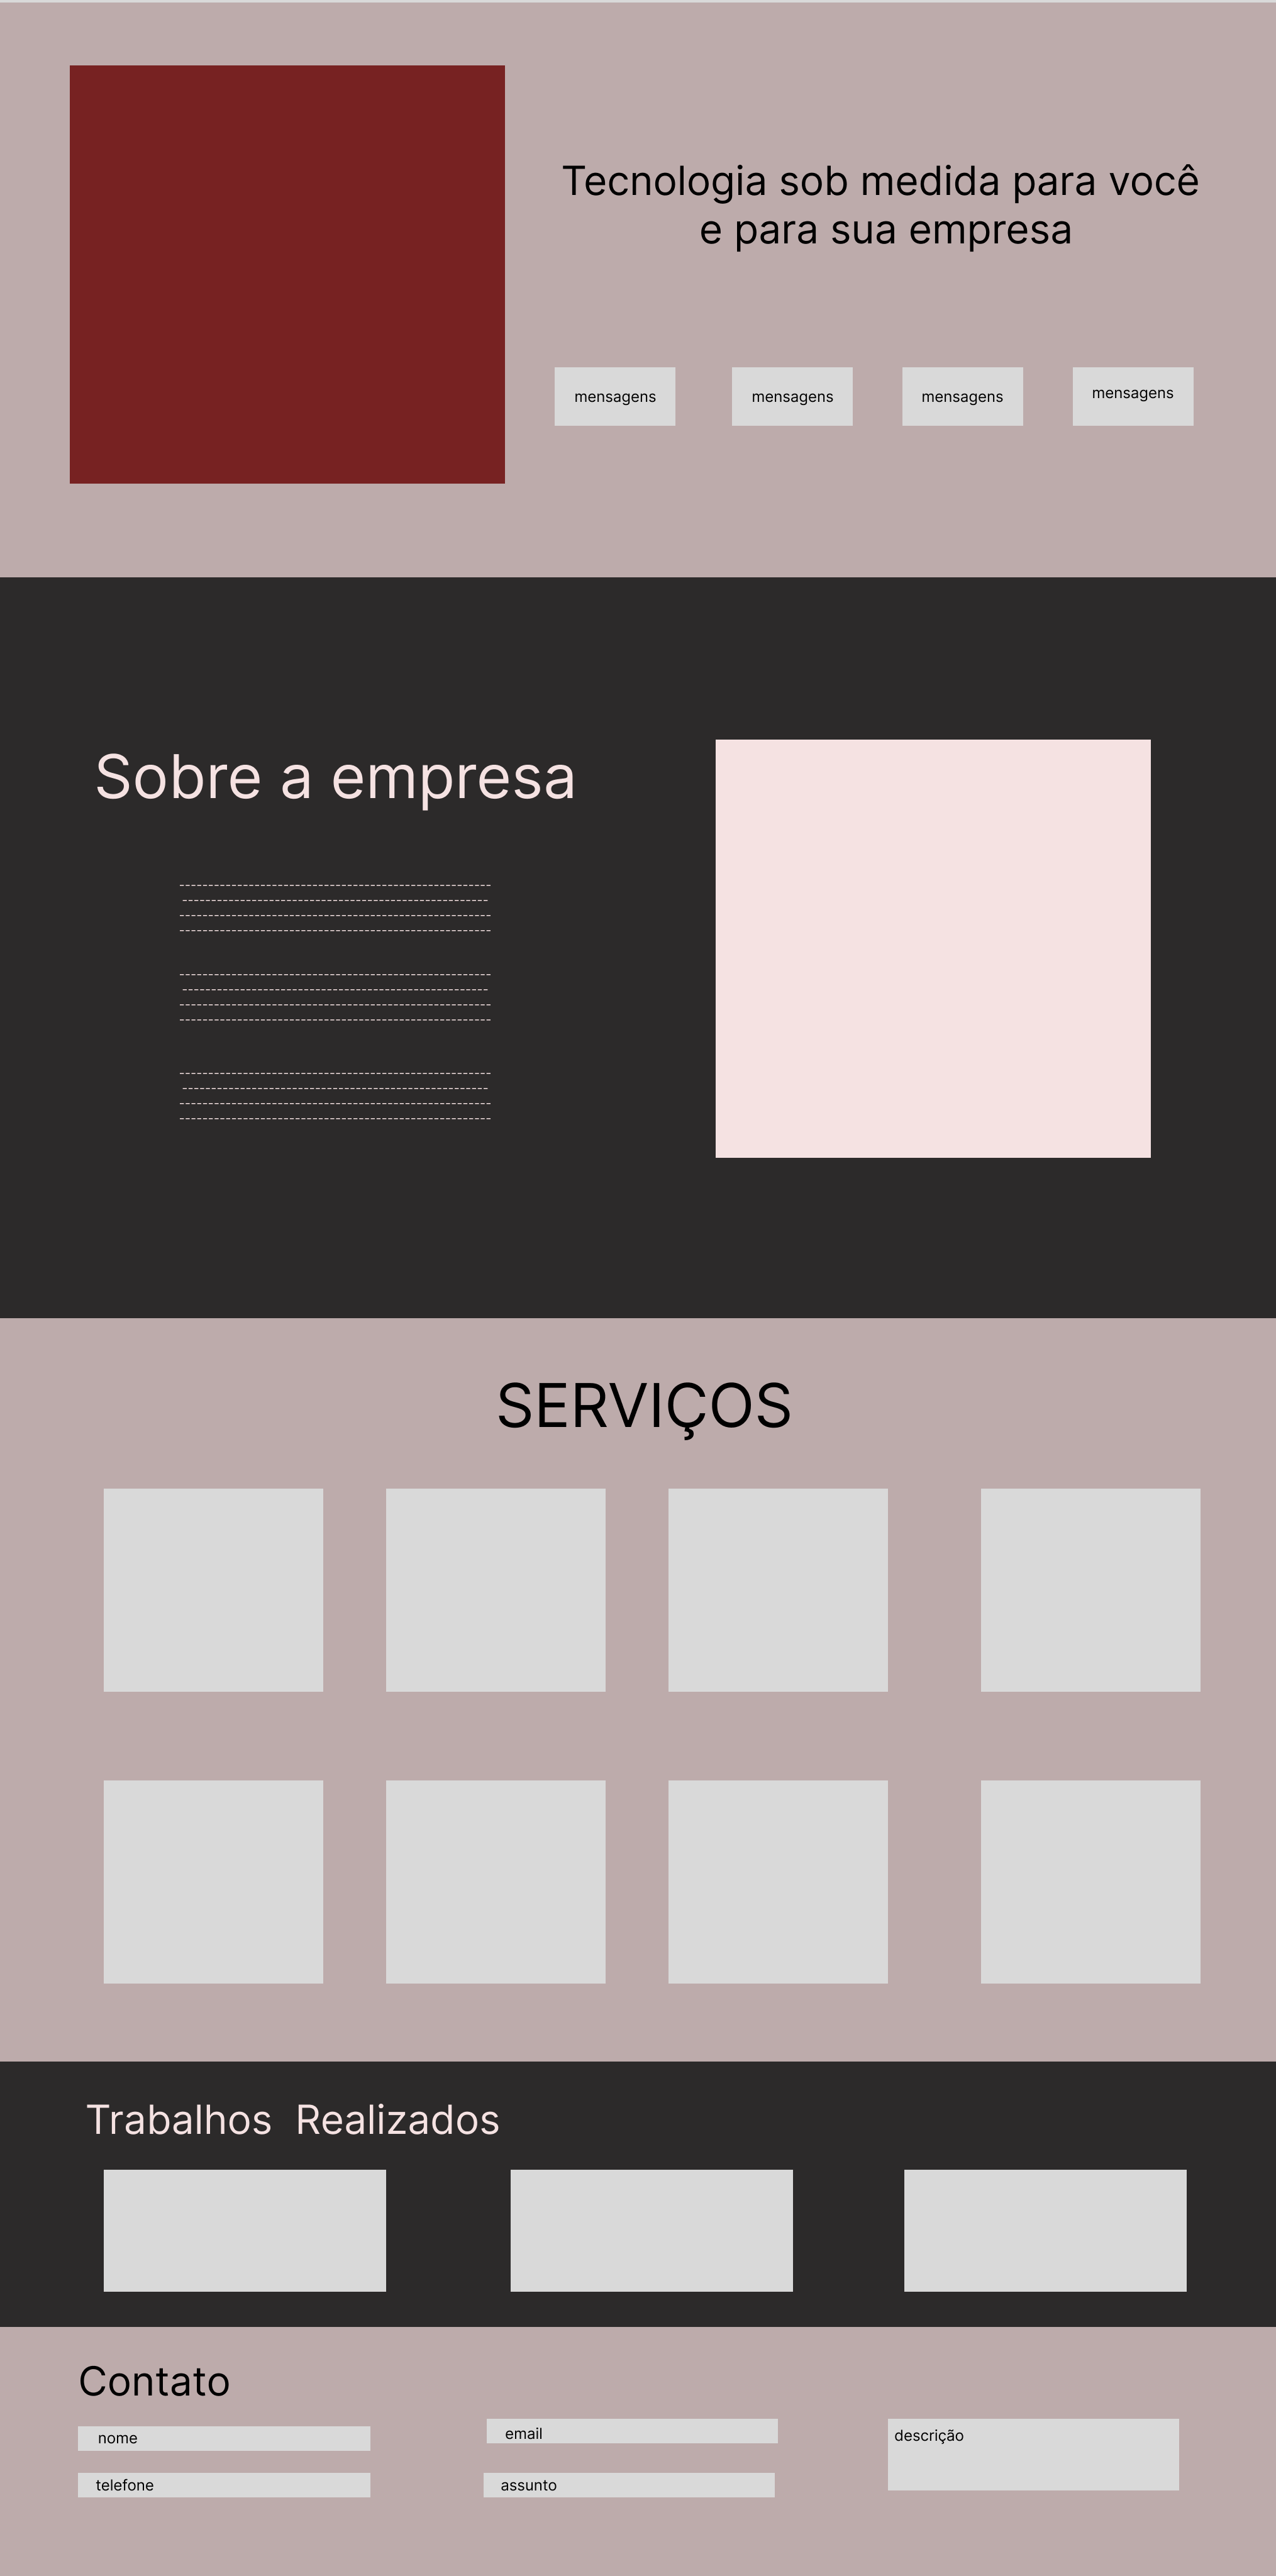 Tecnologia sob medida para você
e para sua empresa
mensagens
mensagens
mensagens
mensagens
Sobre a empresa
------------------------------------------------------
-----------------------------------------------------
------------------------------------------------------
------------------------------------------------------
------------------------------------------------------
-----------------------------------------------------
------------------------------------------------------
------------------------------------------------------
------------------------------------------------------
-----------------------------------------------------
------------------------------------------------------
------------------------------------------------------
SERVIÇOS
Trabalhos  Realizados
Contato
nome
email
descrição
telefone
assunto